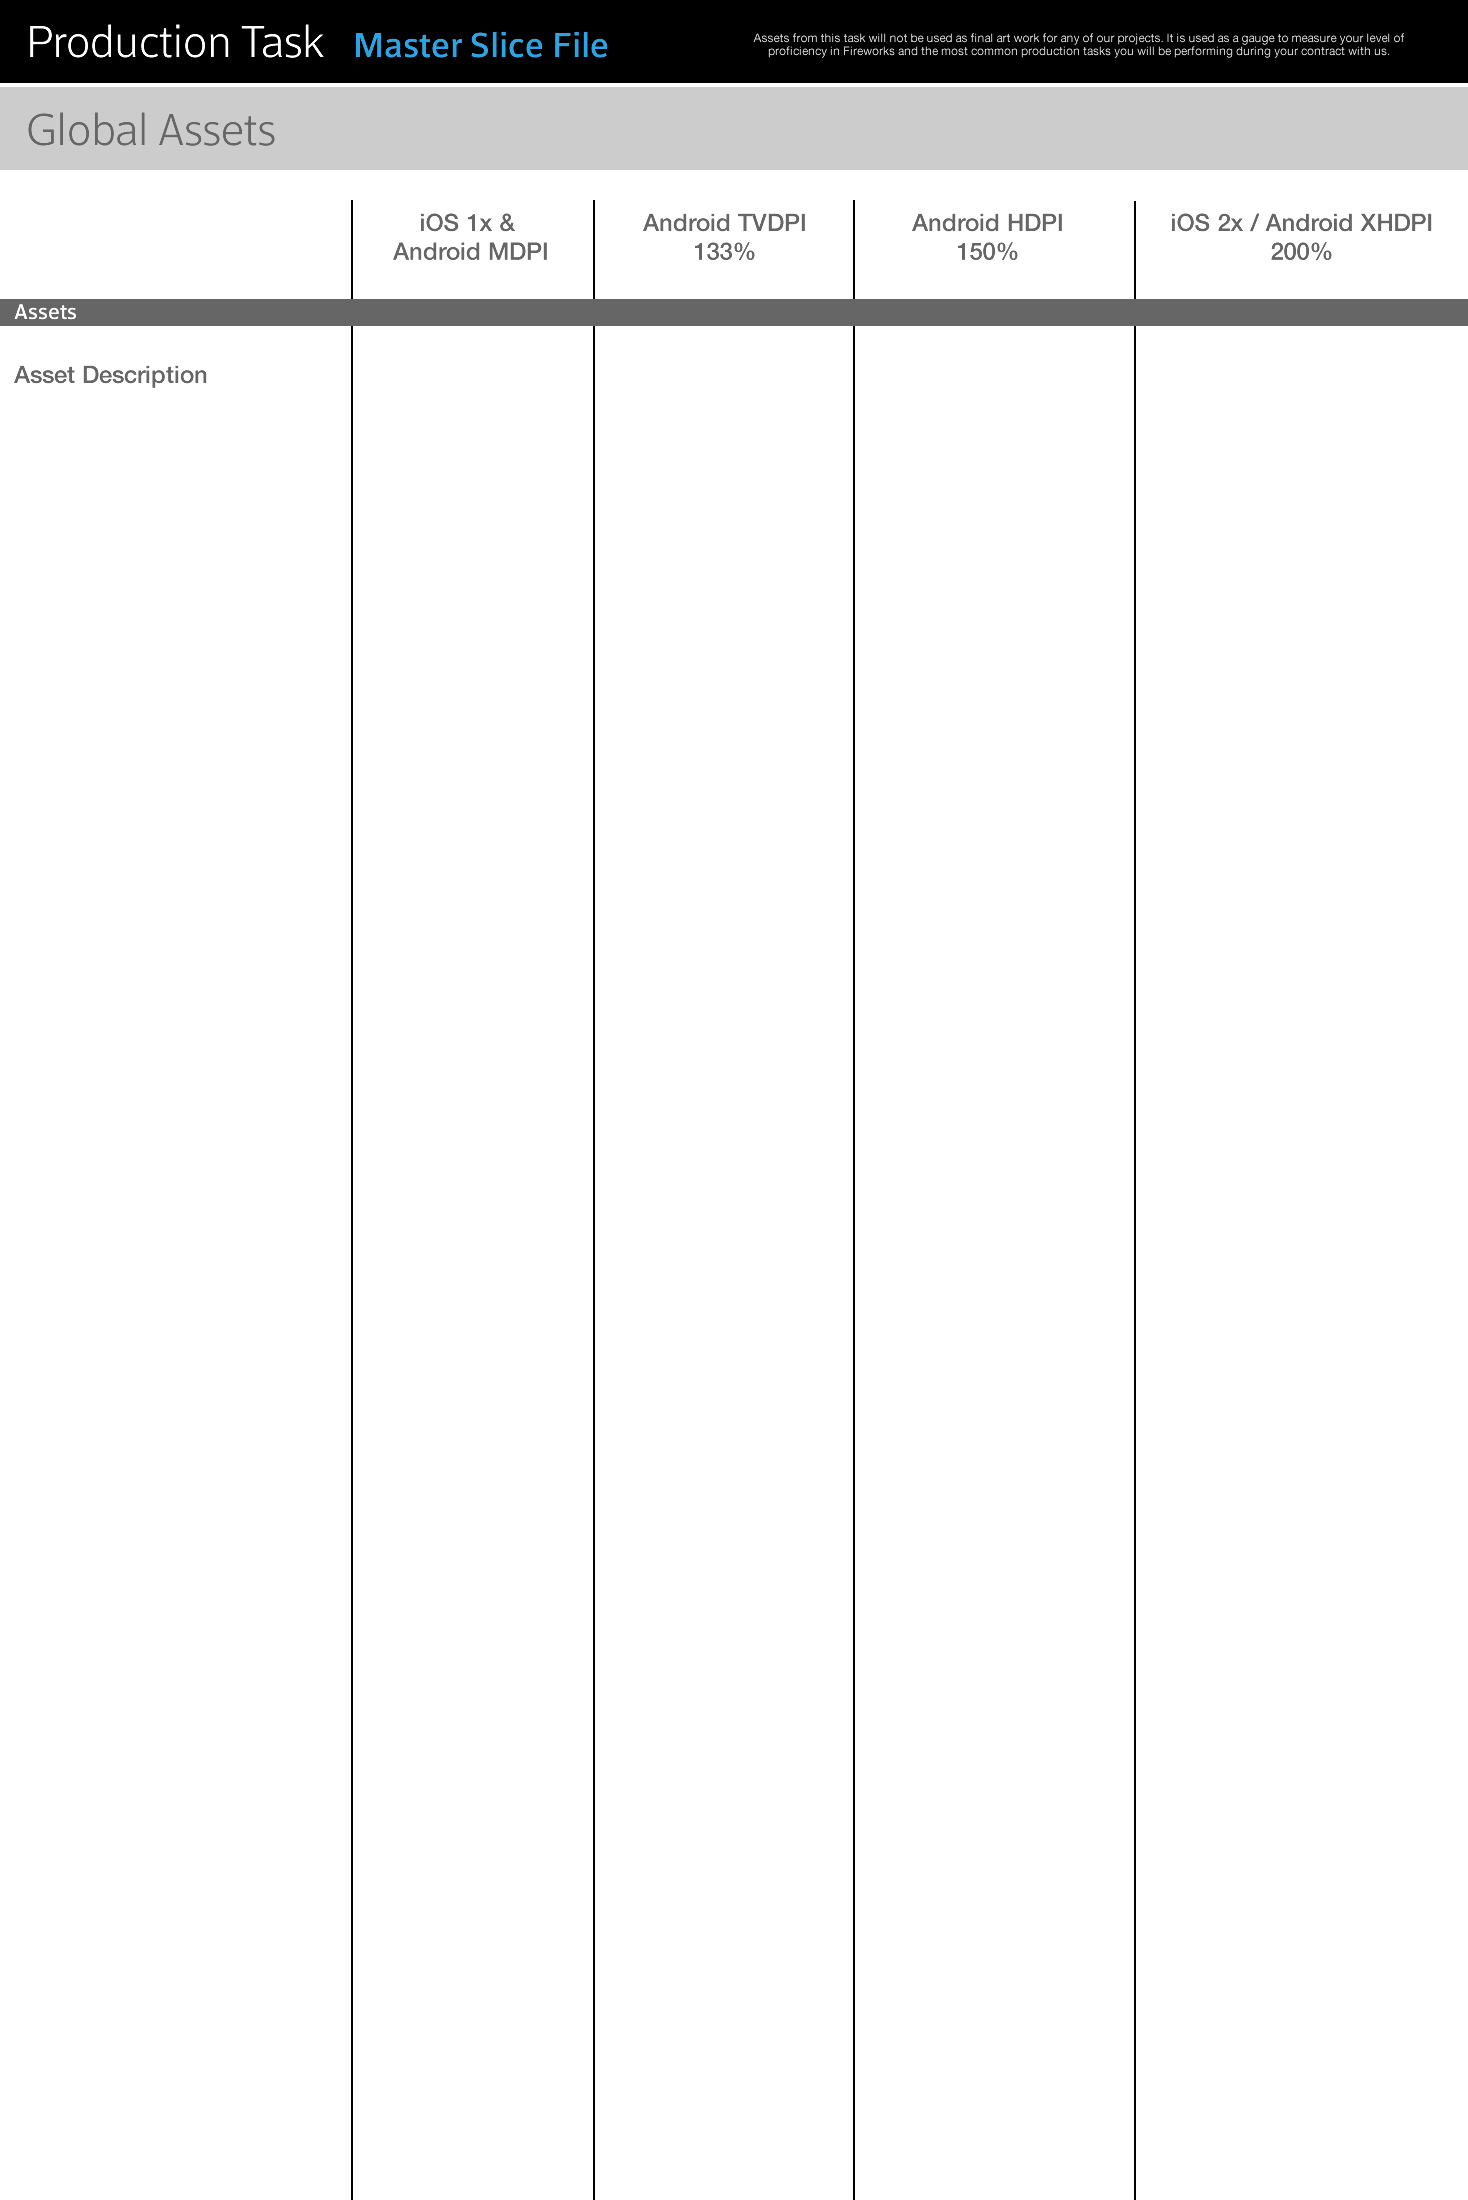 Production Task Master Slice File
Assets from this task will not be used as final art work for any of our projects. It is used as a gauge to measure your level of
proficiency in Fireworks and the most common production tasks you will be performing during your contract with us.
Global Assets
iOS 1x &
Android MDPI
Android TVDPI
133%
Android HDPI
150%
iOS 2x / Android XHDPI
200%
Assets
Asset Description